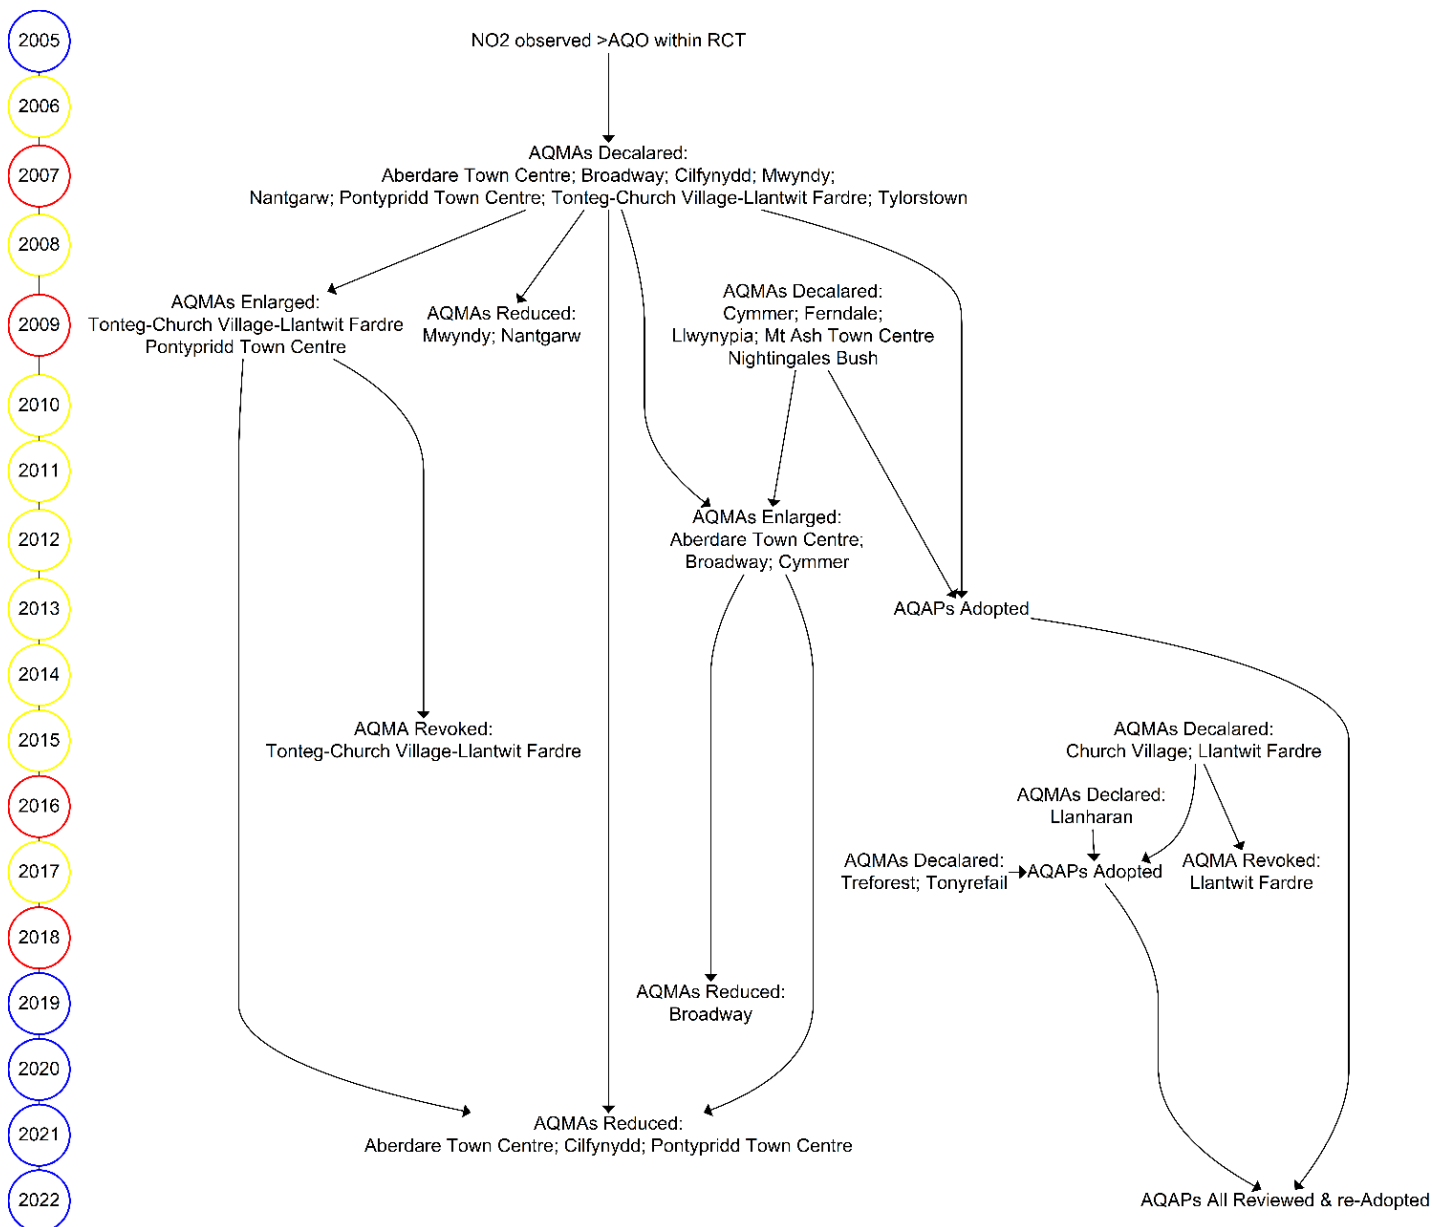 2005
NO2 observed >AQO within RCT
2006
2007
AQMAs Decalared:
Aberdare Town Centre; Broadway; Cilfynydd; Mwyndy;
Nantgarw; Pontypridd Town Centre; Tonteg-Church Village-Llantwit Fardre; Tylorstown
2008
2009
AQMAs Enlarged:
Tonteg-Church Village-Llantwit Fardre
Pontypridd Town Centre
AQMAs Reduced:
Mwyndy; Nantgarw
AQMAs Decalared:
Cymmer; Ferndale;
Llwynypia; Mt Ash Town Centre
Nightingales Bush
2010
2011
2012
AQMAs Enlarged:
Aberdare Town Centre;
Broadway; Cymmer
2013
AQAPs Adopted
2014
2015
AQMA Revoked:
Tonteg-Church Village-Llantwit Fardre
AQMAs Decalared:
Church Village; Llantwit Fardre
2016
AQMAs Declared:
Llanharan
2017
AQMAs Decalared:
Treforest; Tonyrefail
AQAPs Adopted
AQMA Revoked:
Llantwit Fardre
2018
2019
AQMAs Reduced:
Broadway
2020
2021
AQMAs Reduced:
Aberdare Town Centre; Cilfynydd; Pontypridd Town Centre
2022
AQAPs All Reviewed & re-Adopted